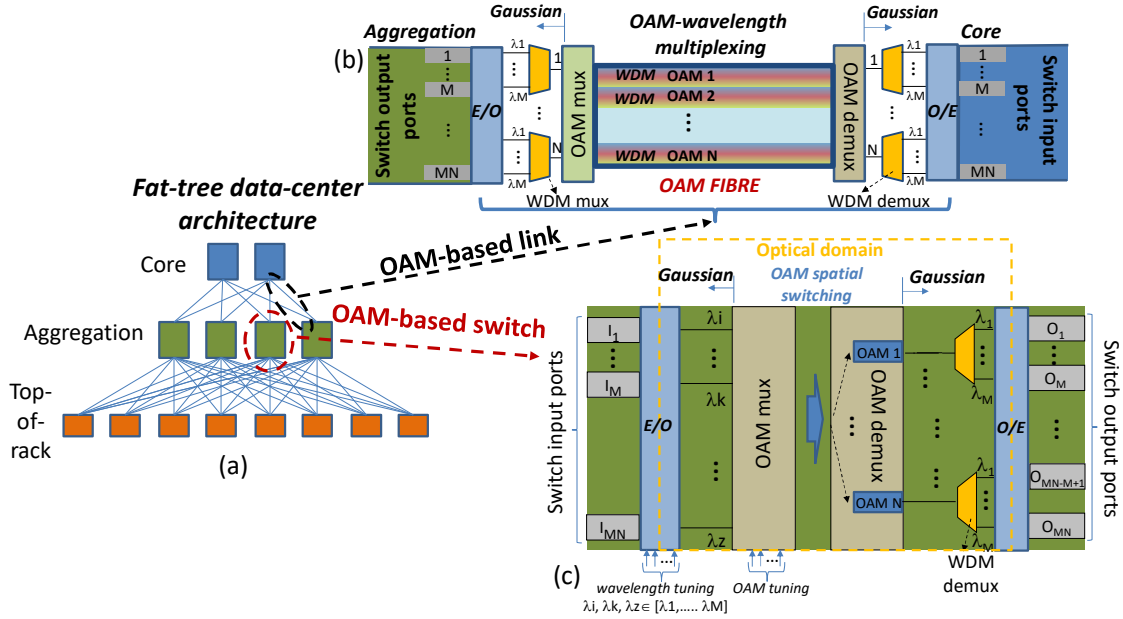 Gaussian
OAM-wavelength
multiplexing
Gaussian
Aggregation
Core
(b)
Switch output
ports
1
M
MN
E/O
λ1
λM
λ1
λM
1
N
OAM mux
WDM OAM 1
WDM OAM 2
WDM OAM N
OAM demux
1
N
λ1
λM
λ1
λM
O/E
1
M
MN
Switch input
ports
OAM FIBRE
WDM mux
WDM demux
Fat-tree data-center
architecture
Core
Aggregation
Top-
of-
rack
(a)
OAM-based link
OAM-based switch
Optical domain
Gaussian
OAM spatial
switching
Gaussian
Switch input ports
I1
IM
IMN
E/O
λi
λk
λz
OAM mux
OAM 1
OAM demux
OAM N
λ1
λM
λ1
λM
O/E
O1
OM
OMN-M+1
OMN
Switch output ports
WDM
demux
(c)
wavelength tuning
λi, λk, λz ∈ [λ1,..... λM]
OAM tuning